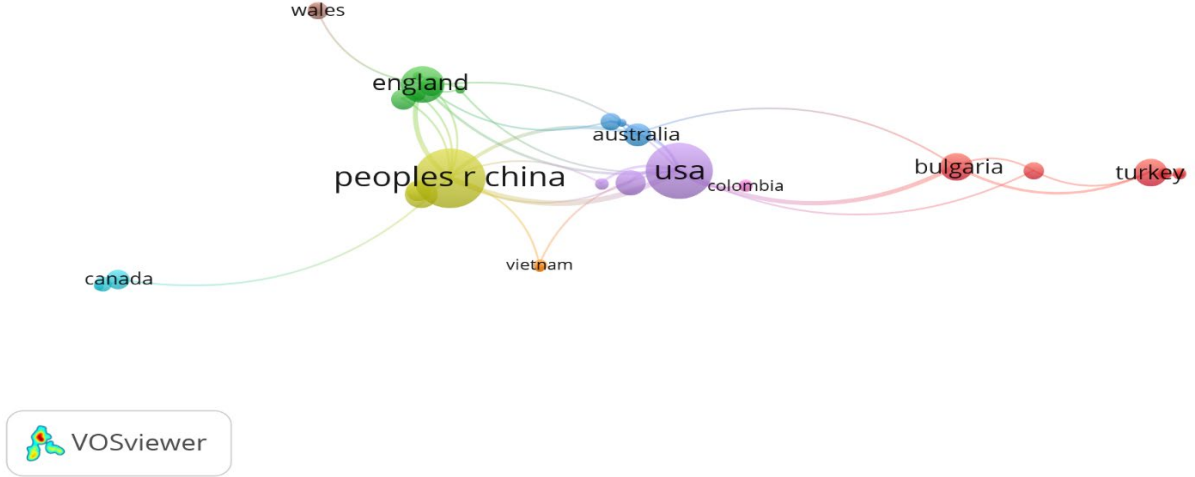 wales
england
australia
peoples r china
usa
colombia
bulgaria
turkey
vietnam
canada
VOSviewer